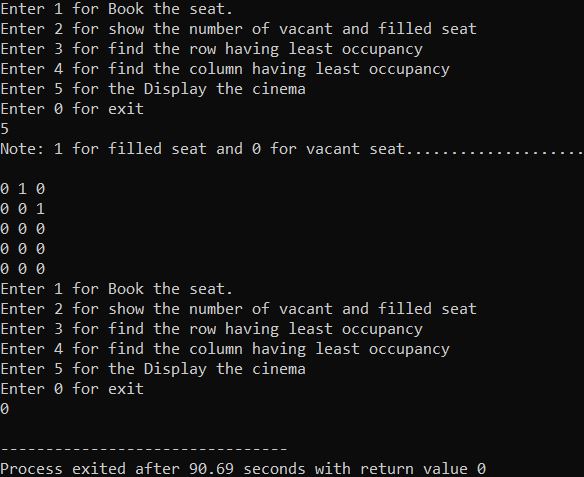 Enter 1 for Book the seat.
Enter 2 for show the number of vacant and filled seat
Enter 3 for find the row having least occupancy
Enter 4 for find the column having least occupancy
Enter 5 for the Display the cinema
Enter 0 for exit
5
Note: 1 for filled seat and 0 for vacant seat....................
0 1 0
0 0 1
0 0 0
0 0 0
0 0 0
Enter 1 for Book the seat.
Enter 2 for show the number of vacant and filled seat
Enter 3 for find the row having least occupancy
Enter 4 for find the column having least occupancy
Enter 5 for the Display the cinema
Enter 0 for exit
0
--------------------------------
Process exited after 90.69 seconds with return value 0